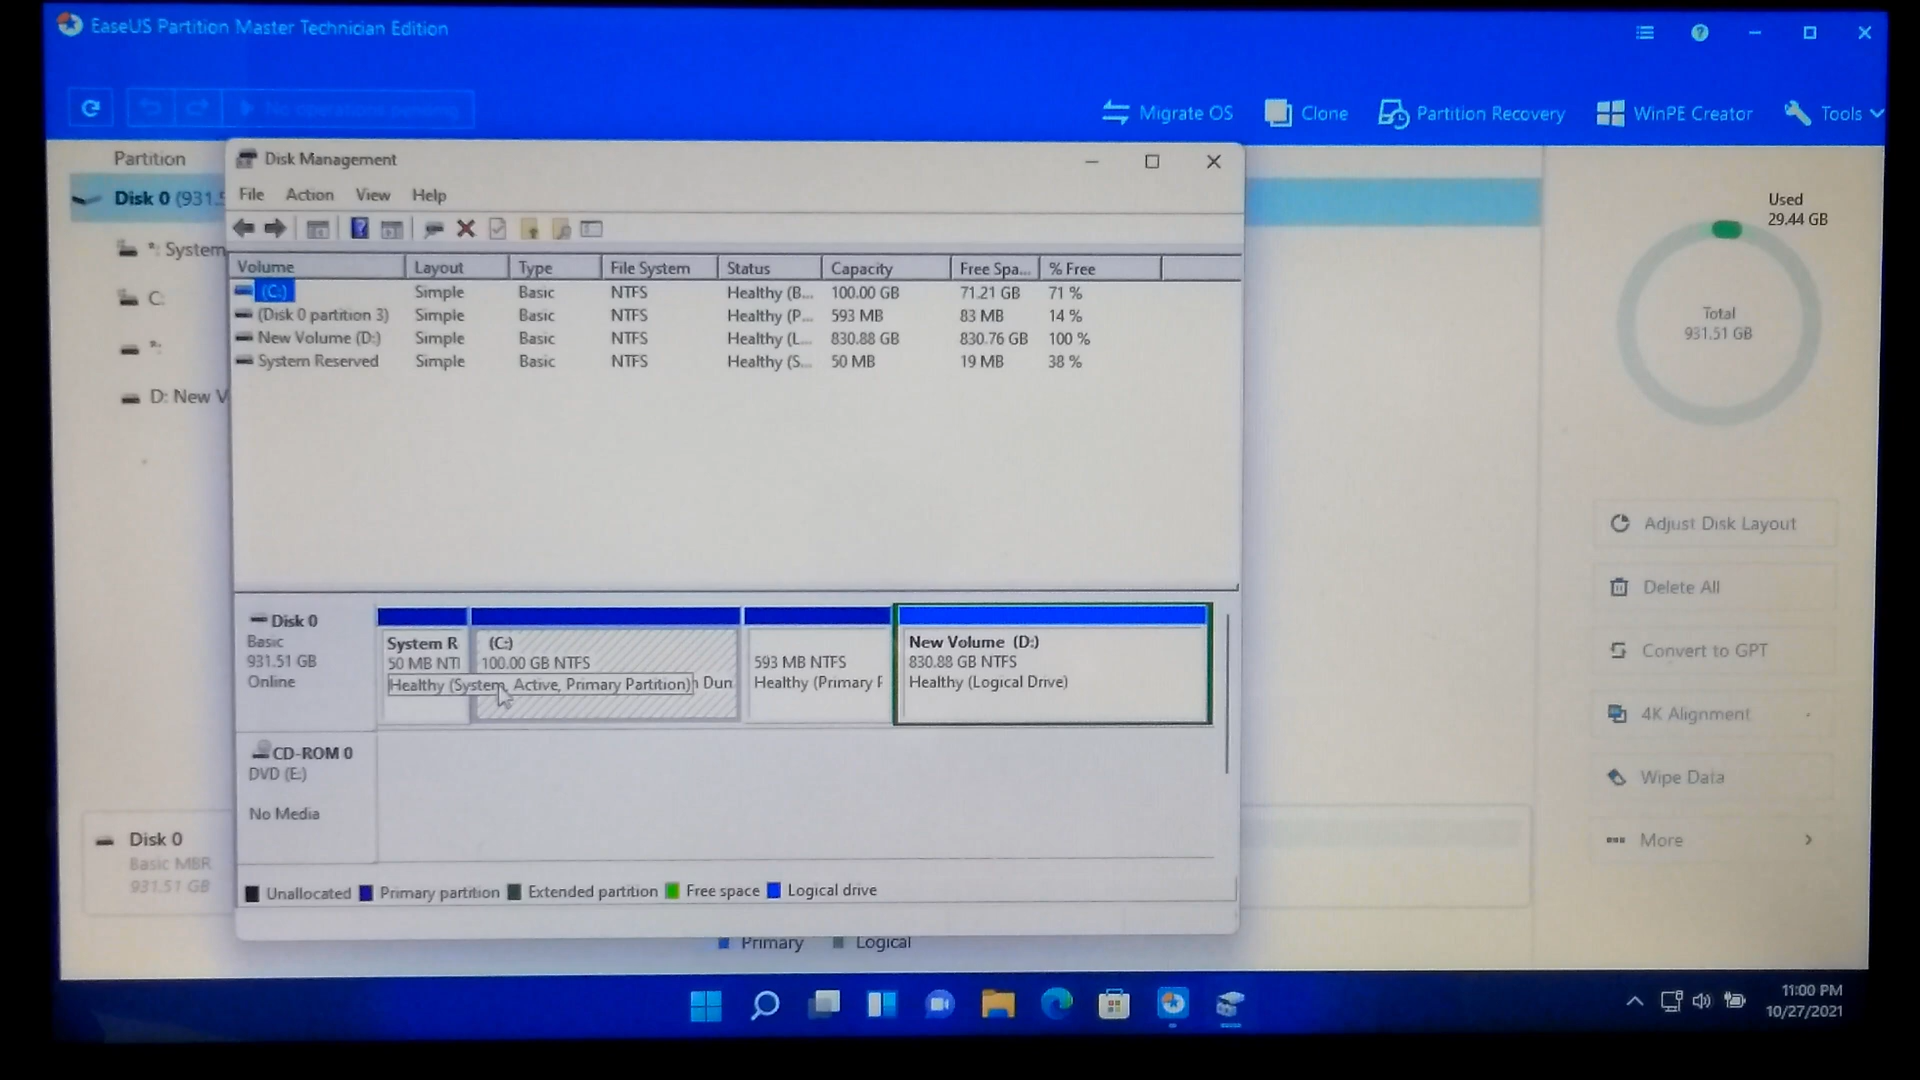 EaseUS Partition Master Technician Edition
No operations pending
Migrate OS
Clone
Partition Recovery
WinPE Creator
Tools
Partition
Disk 0 (931.5
*: System
C:
*:
D: New V
Disk 0
Basic MBR
931.51 GB
Disk Management
File Action View Help
Volume Layout Type File System Status Capacity Free Spa... % Free
(C:) Simple Basic NTFS Healthy (B... 100.00 GB 71.21 GB 71 %
(Disk 0 partition 3) Simple Basic NTFS Healthy (P... 593 MB 83 MB 14 %
New Volume (D:) Simple Basic NTFS Healthy (L... 830.88 GB 830.76 GB 100 %
System Reserved Simple Basic NTFS Healthy (S... 50 MB 19 MB 38 %
Disk 0
Basic
931.51 GB
Online
System R
50 MB NTI
(C:)
100.00 GB NTFS
Healthy (System, Active, Primary Partition)
Dun
593 MB NTFS
Healthy (Primary F
New Volume (D:)
830.88 GB NTFS
Healthy (Logical Drive)
CD-ROM 0
DVD (E:)
No Media
Unallocated Primary partition Extended partition Free space Logical drive
Primary Logical
Used
29.44 GB
Total
931.51 GB
Adjust Disk Layout
Delete All
Convert to GPT
4K Alignment
Wipe Data
More
11:00 PM
10/27/2021